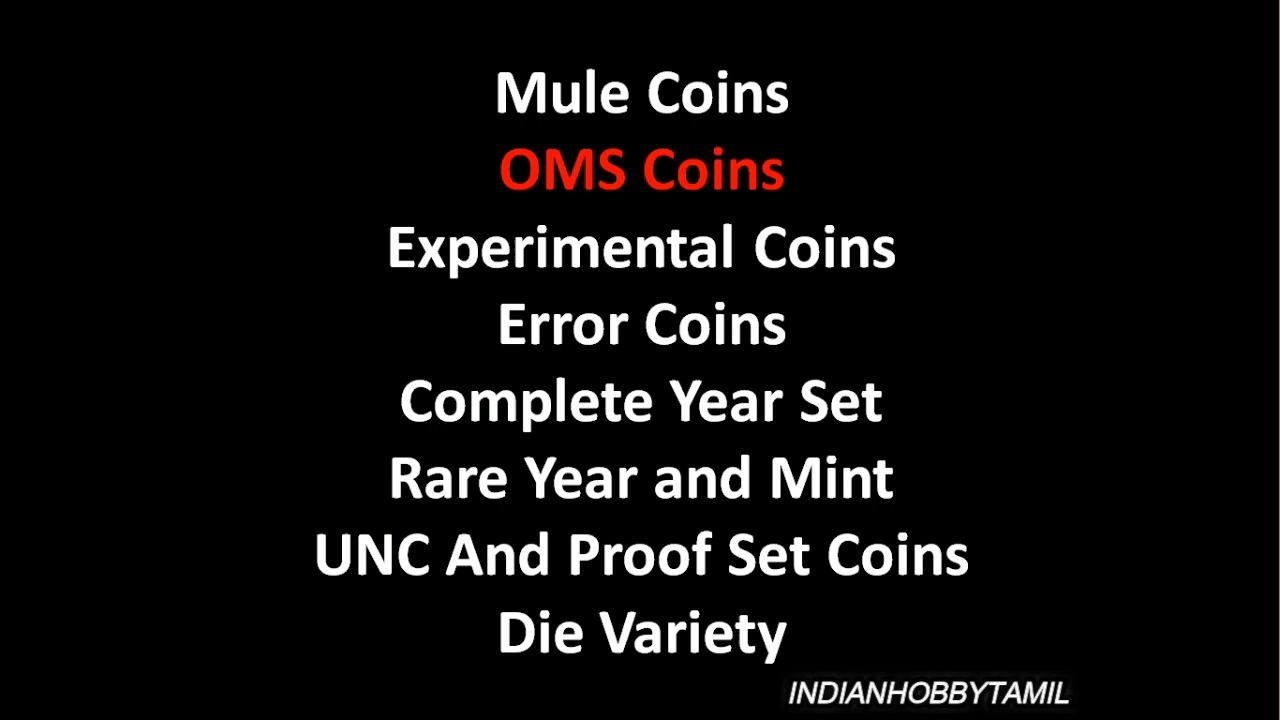 Mule Coins
OMS Coins
Experimental Coins
Error Coins
Complete Year Set
Rare Year and Mint
UNC And Proof Set Coins
Die Variety
INDIANHOBBYTAMIL